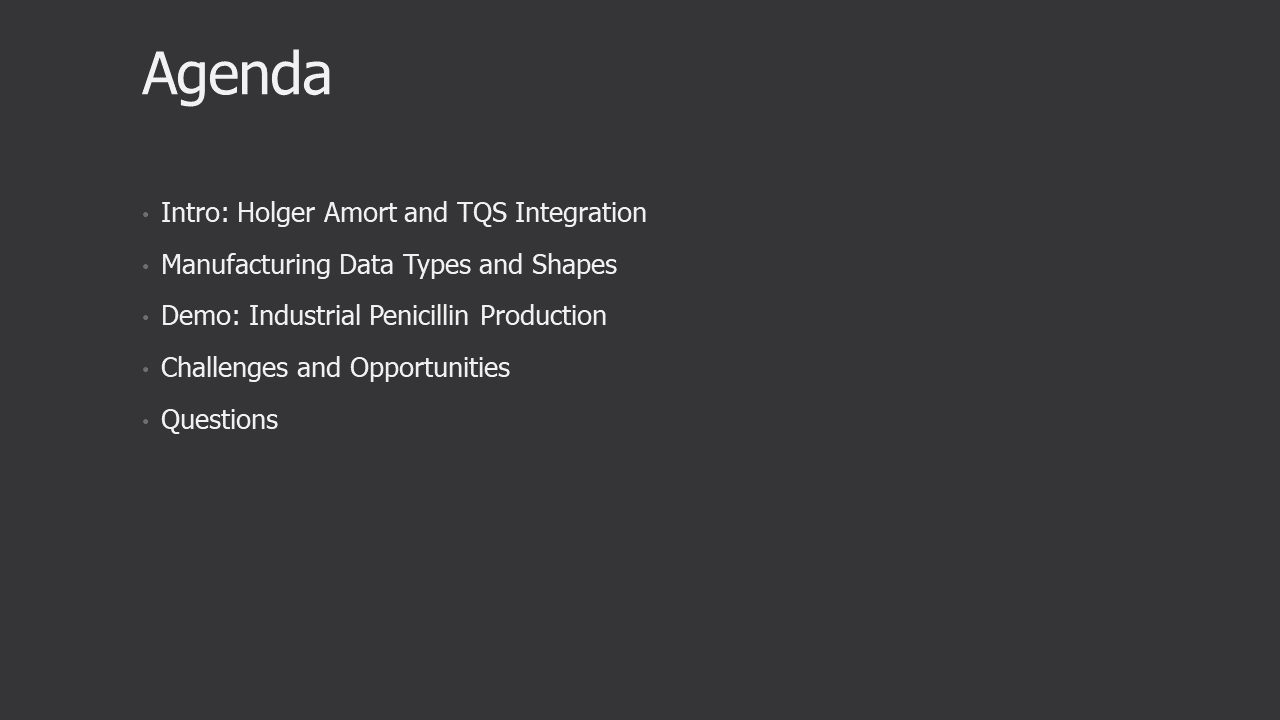 Agenda
• Intro: Holger Amort and TQS Integration
• Manufacturing Data Types and Shapes
• Demo: Industrial Penicillin Production
• Challenges and Opportunities
• Questions